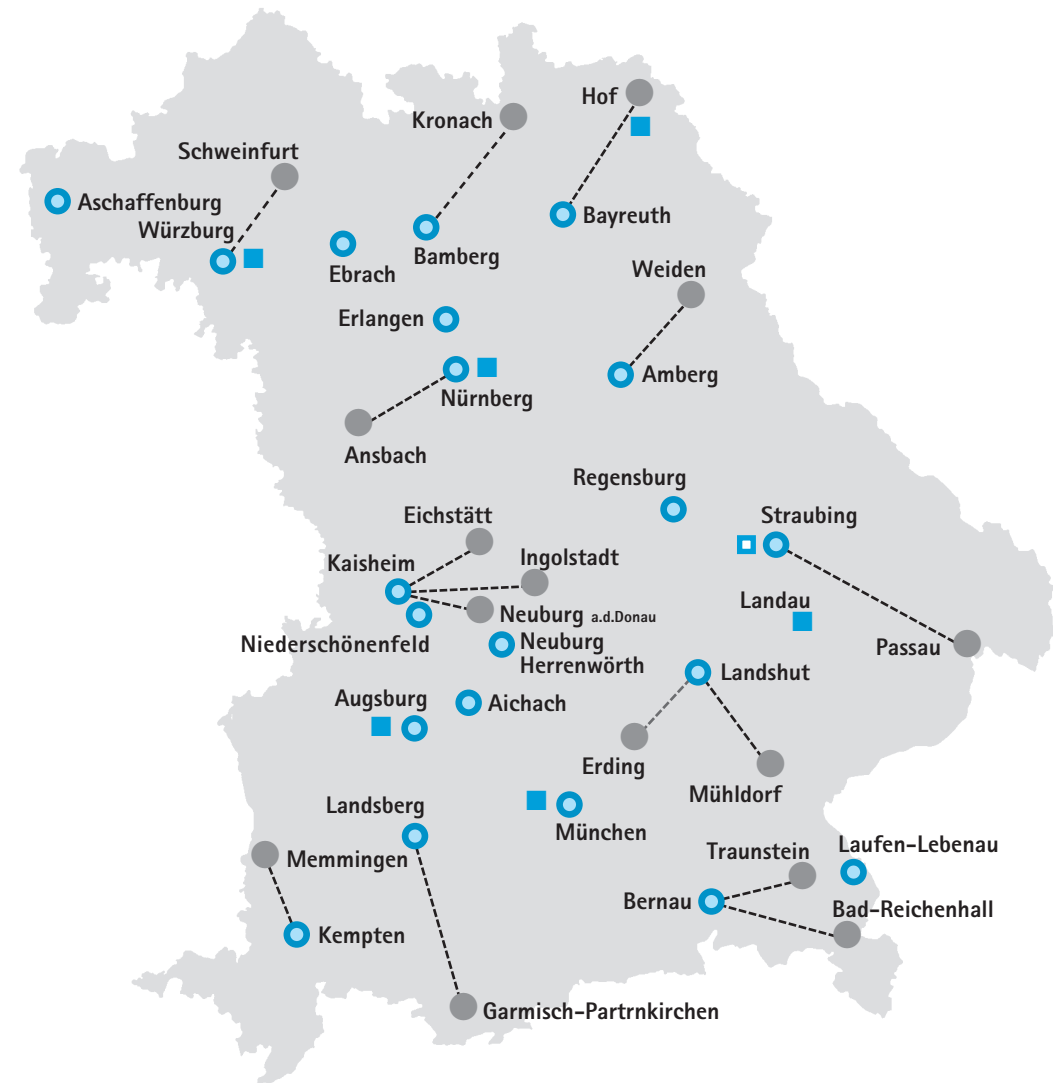 Hof
Kronach
Schweinfurt
Aschaffenburg
Würzburg
Bayreuth
Bamberg
Ebrach
Weiden
Erlangen
Amberg
Nürnberg
Ansbach
Regensburg
Eichstätt
Straubing
Ingolstadt
Kaisheim
Landau
Neuburg a.d.Donau
Niederschönenfeld
Neuburg
Herrenwörth
Passau
Landshut
Augsburg
Aichach
Erding
Mühldorf
Landsberg
München
Laufen-Lebenau
Traunstein
Memmingen
Bernau
Bad-Reichenhall
Kempten
Garmisch-Partrnkirchen